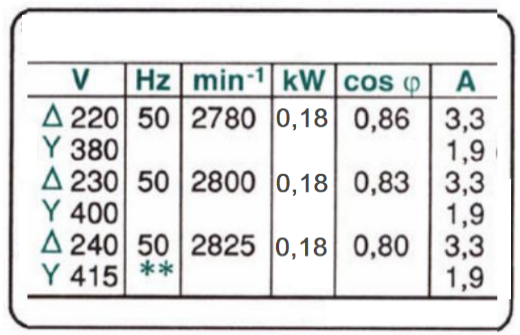 V Hz min-1 kW cos φ A
Δ 220 50 2780 0,18 0,86 3,3
Y 380 1,9
Δ 230 50 2800 0,18 0,83 3,3
Y 400 1,9
Δ 240 50 2825 0,18 0,80 3,3
Y 415 ** 1,9